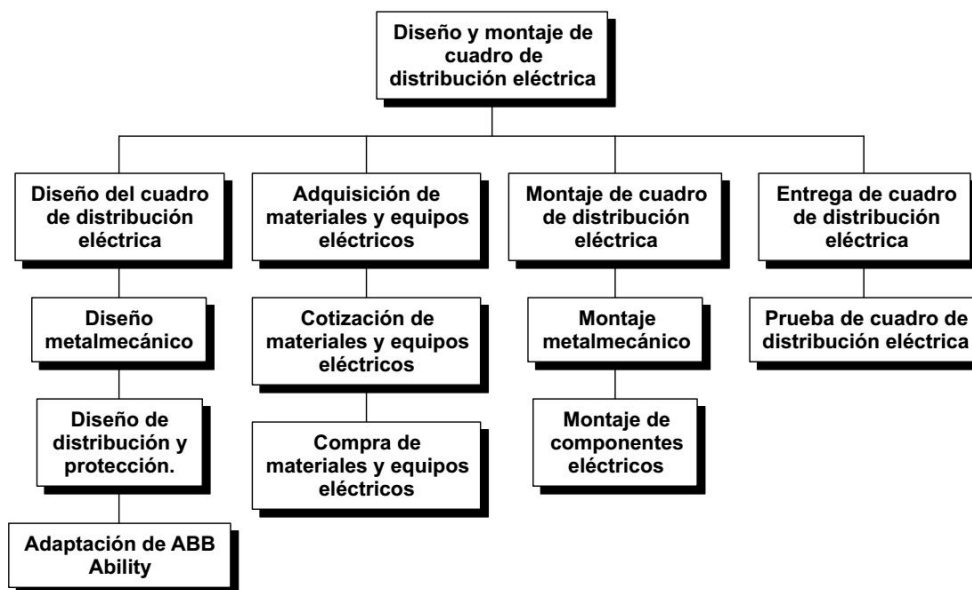 Diseño y montaje de
cuadro de
distribución eléctrica
Diseño del cuadro
de distribución
eléctrica
Adquisición de
materiales y equipos
eléctricos
Montaje de cuadro
de distribución
eléctrica
Entrega de cuadro
de distribución
eléctrica
Diseño
metalmecánico
Cotización de
materiales y equipos
eléctricos
Montaje
metalmecánico
Prueba de cuadro de
distribución eléctrica
Diseño de
distribución y
protección.
Compra de
materiales y equipos
eléctricos
Montaje de
componentes
eléctricos
Adaptación de ABB
Ability